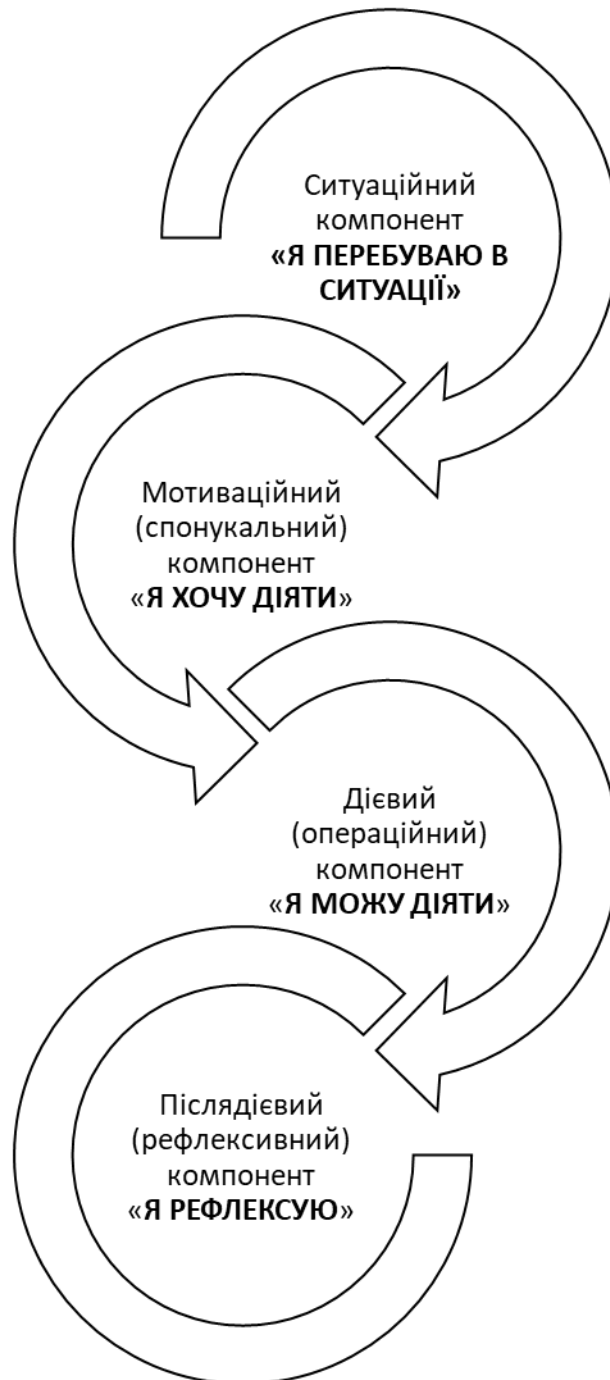 Ситуаційний
компонент
«Я ПЕРЕБУВАЮ В
СИТУАЦІЇ»
Мотиваційний
(спонукальний)
компонент
«Я ХОЧУ ДІЯТИ»
Дієвий
(операційний)
компонент
«Я МОЖУ ДІЯТИ»
Післядієвий
(рефлексивний)
компонент
«Я РЕФЛЕКСУЮ»